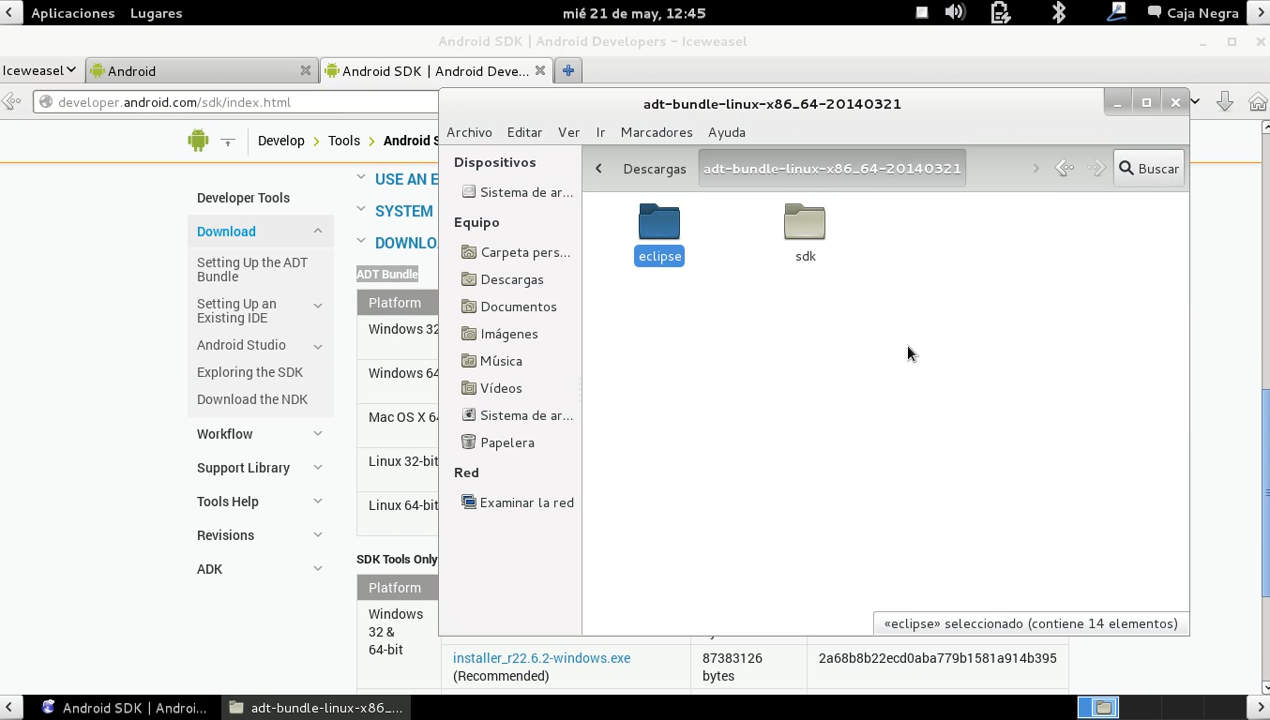 Aplicaciones Lugares mié 21 de may, 12:45 Caja Negra
Android SDK | Android Developers - Iceweasel
Iceweasel Android Android SDK | Android Deve...
developer.android.com/sdk/index.html
adt-bundle-linux-x86_64-20140321
Archivo Editar Ver Ir Marcadores Ayuda
Develop Tools Android S
Dispositivos
Descargas adt-bundle-linux-x86_64-20140321 Buscar
Sistema de ar...
Equipo
Carpeta pers...
Descargas
Documentos
Imágenes
Música
Vídeos
Sistema de ar...
Papelera
Red
Examinar la red
eclipse sdk
«eclipse» seleccionado (contiene 14 elementos)
Developer Tools
Download
Setting Up the ADT
Bundle
Setting Up an
Existing IDE
Android Studio
Exploring the SDK
Download the NDK
Workflow
Support Library
Tools Help
Revisions
ADK
USE AN E
SYSTEM
DOWNLO
ADT Bundle
Platform
Windows 32
Windows 64
Mac OS X 64
Linux 32-bit
Linux 64-bit
SDK Tools Only
Platform
Windows
32 &
64-bit
installer_r22.6.2-windows.exe 87383126 2a68b8b22ecd0aba779b1581a914b395
(Recommended) bytes
Android SDK | Androi... adt-bundle-linux-x86_...